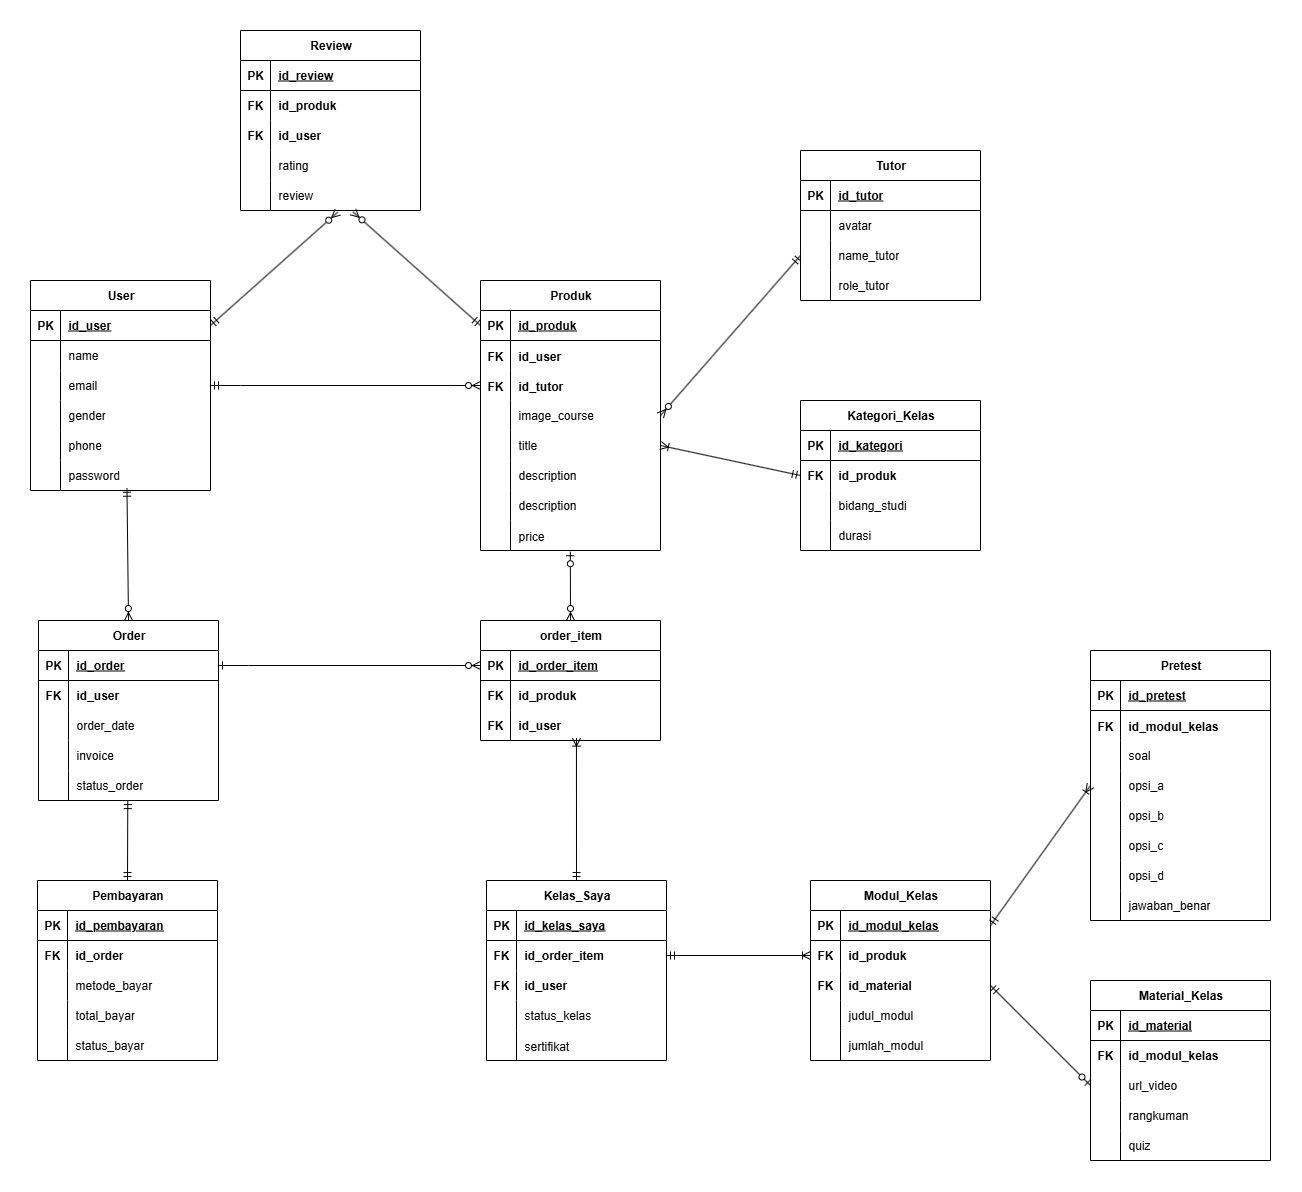 Review
PK id_review
FK id_produk
FK id_user
rating
review
Tutor
PK id_tutor
avatar
name_tutor
role_tutor
User
PK id_user
name
email
gender
phone
password
Produk
PK id_produk
FK id_user
FK id_tutor
image_course
title
description
description
price
Kategori_Kelas
PK id_kategori
FK id_produk
bidang_studi
durasi
Order
PK id_order
FK id_user
order_date
invoice
status_order
order_item
PK id_order_item
FK id_produk
FK id_user
Pretest
PK id_pretest
FK id_modul_kelas
soal
opsi_a
opsi_b
opsi_c
opsi_d
jawaban_benar
Pembayaran
PK id_pembayaran
FK id_order
metode_bayar
total_bayar
status_bayar
Kelas_Saya
PK id_kelas_saya
FK id_order_item
FK id_user
status_kelas
sertifikat
Modul_Kelas
PK id_modul_kelas
FK id_produk
FK id_material
judul_modul
jumlah_modul
Material_Kelas
PK id_material
FK id_modul_kelas
url_video
rangkuman
quiz